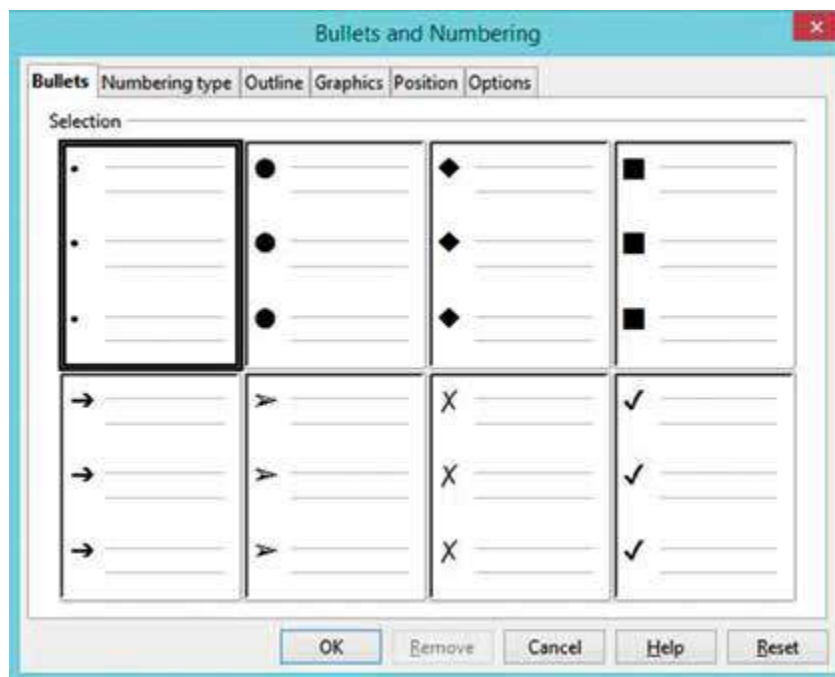 Bullets and Numbering
Bullets Numbering type Outline Graphics Position Options
Selection
OK Remove Cancel Help Reset